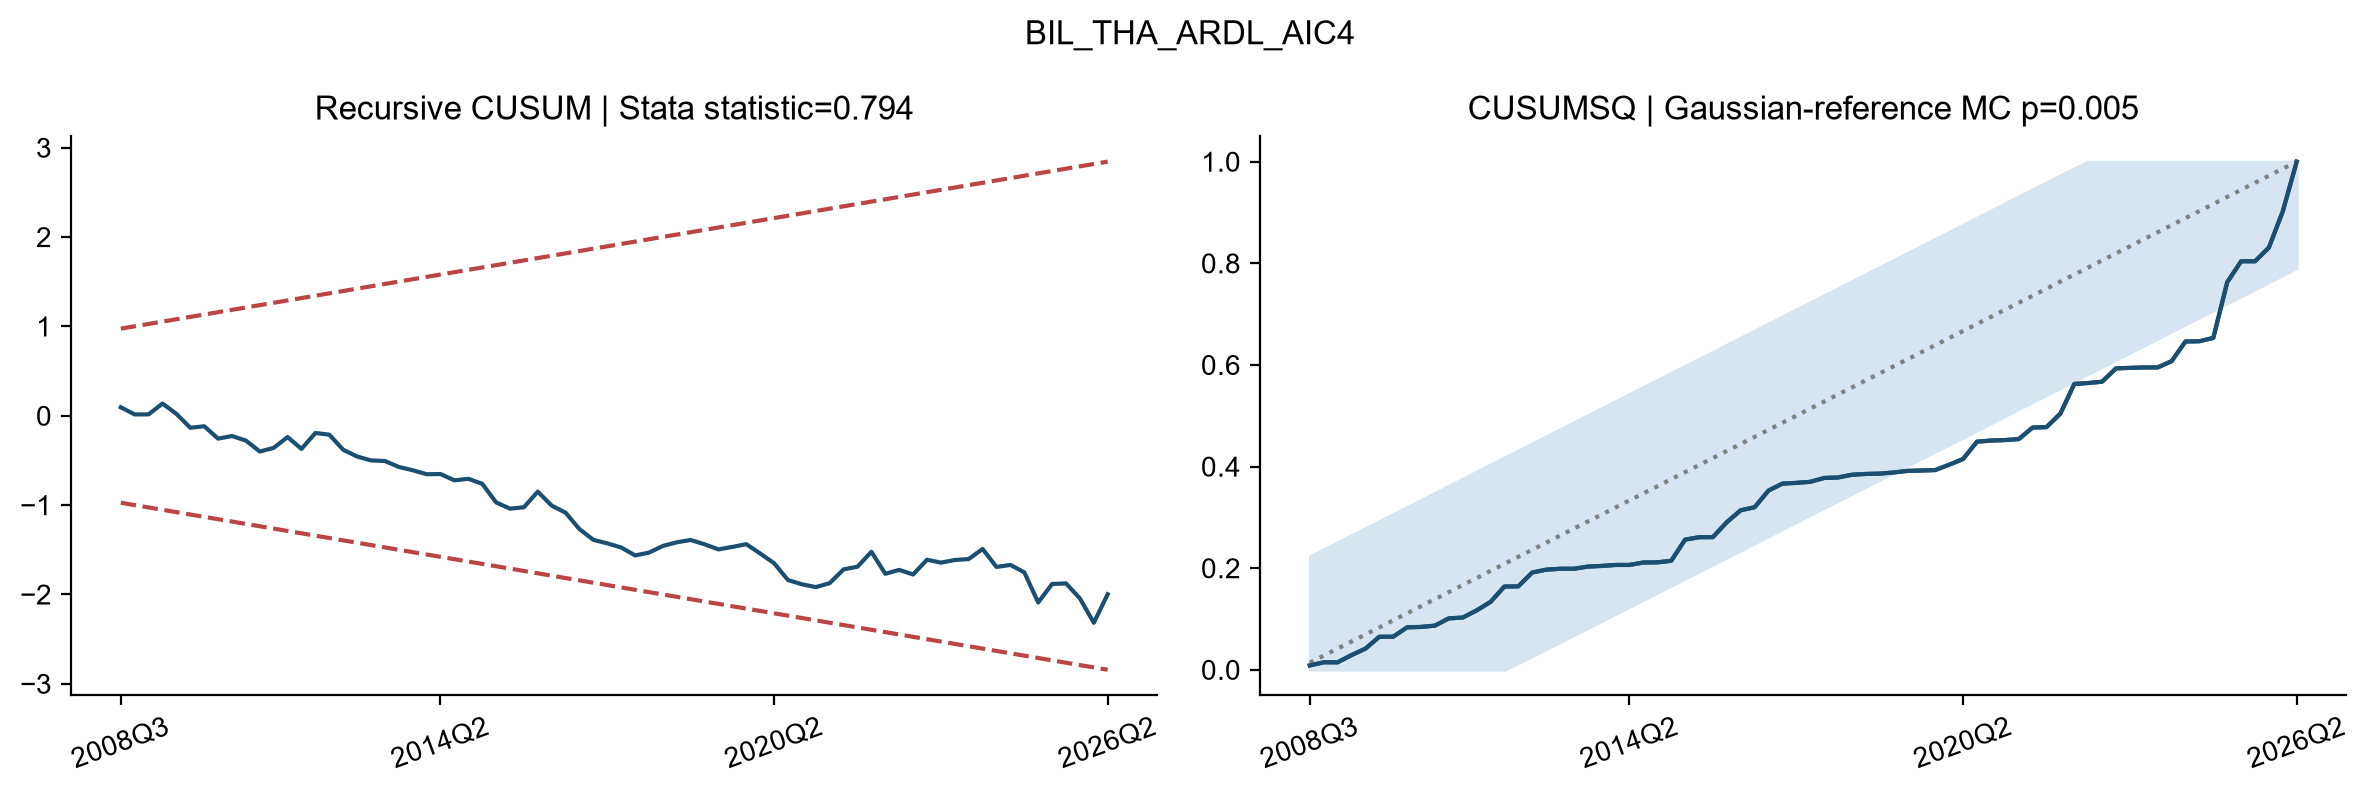 BIL_THA_ARDL_AIC4
Recursive CUSUM | Stata statistic=0.794
3
2
1
0
−1
−2
−3
2008Q3
2014Q2
2020Q2
2026Q2
CUSUMSQ | Gaussian-reference MC p=0.005
1.0
0.8
0.6
0.4
0.2
0.0
2008Q3
2014Q2
2020Q2
2026Q2